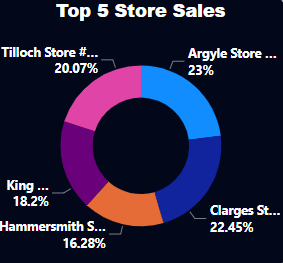 Top 5 Store Sales
Tilloch Store #...
20.07%
Argyle Store ...
23%
King ...
18.2%
Clarges St...
22.45%
Hammersmith S...
16.28%